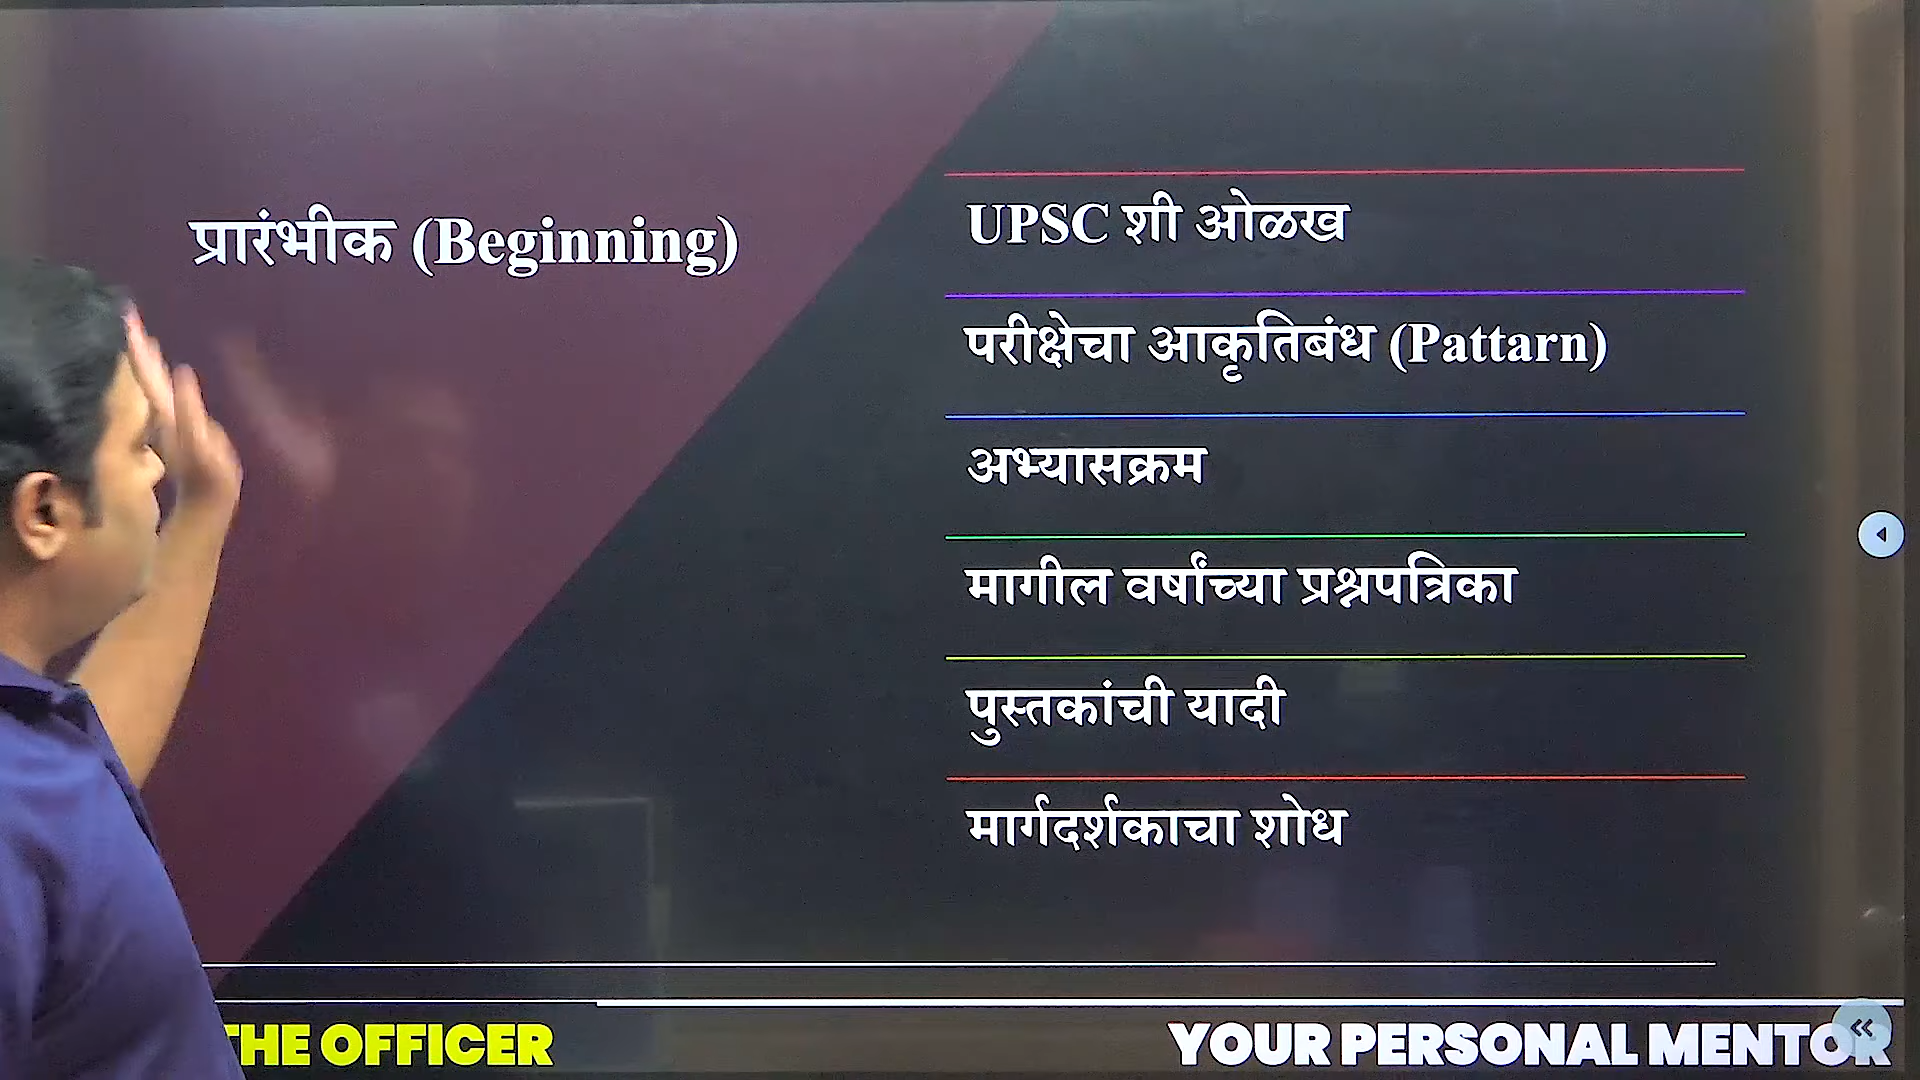 प्रारंभीक (Beginning)
UPSC शी ओळख
परीक्षेचा आकृतिबंध (Pattarn)
अभ्यासक्रम
मागील वर्षांच्या प्रश्नपत्रिका
पुस्तकांची यादी
मार्गदर्शकाचा शोध
THE OFFICER
YOUR PERSONAL MENTOR